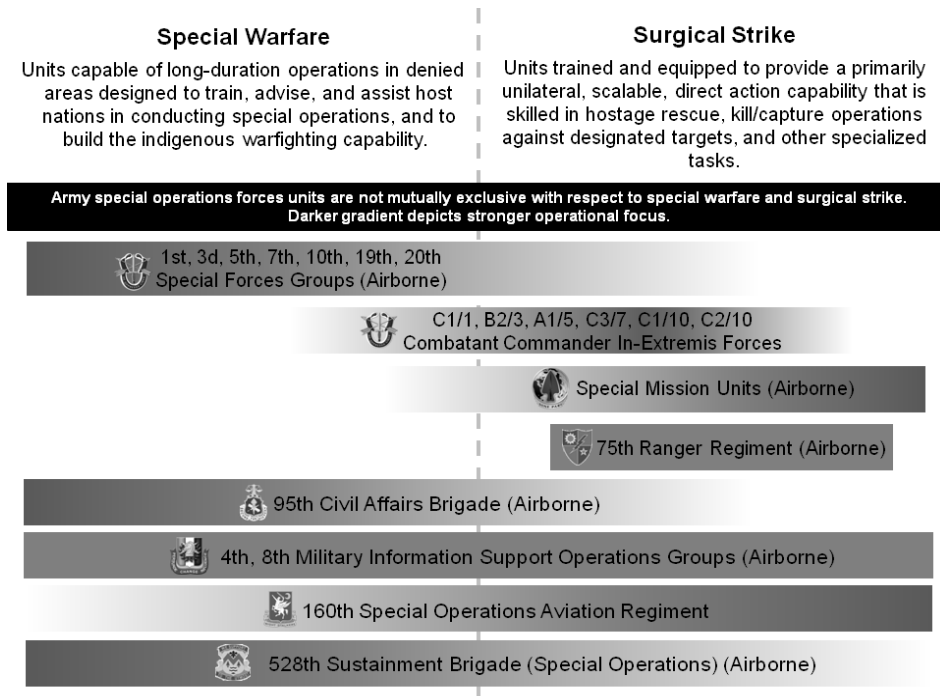 Special Warfare
Units capable of long-duration operations in denied
areas designed to train, advise, and assist host
nations in conducting special operations, and to
build the indigenous warfighting capability.
Surgical Strike
Units trained and equipped to provide a primarily
unilateral, scalable, direct action capability that is
skilled in hostage rescue, kill/capture operations
against designated targets, and other specialized
tasks.
Army special operations forces units are not mutually exclusive with respect to special warfare and surgical strike.
Darker gradient depicts stronger operational focus.
1st, 3d, 5th, 7th, 10th, 19th, 20th
Special Forces Groups (Airborne)
C1/1, B2/3, A1/5, C3/7, C1/10, C2/10
Combatant Commander In-Extremis Forces
Special Mission Units (Airborne)
75th Ranger Regiment (Airborne)
95th Civil Affairs Brigade (Airborne)
4th, 8th Military Information Support Operations Groups (Airborne)
160th Special Operations Aviation Regiment
528th Sustainment Brigade (Special Operations) (Airborne)